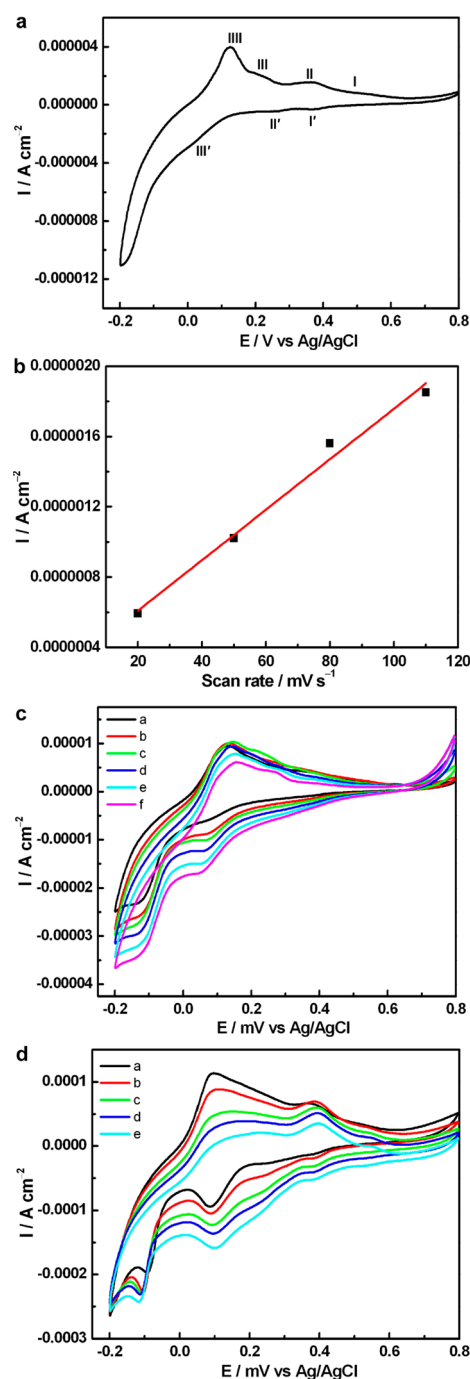 a
IIII
III
II
I
III′
II′
I′
0.000004
0.000000
-0.000004
-0.000008
-0.000012
I / A cm−2
-0.2 0.0 0.2 0.4 0.6 0.8
E / V vs Ag/AgCl
b
0.0000020
0.0000016
0.0000012
0.0000008
0.0000004
I / A cm−2
20 40 60 80 100 120
Scan rate / mV s−1
c
a
b
c
d
e
f
0.00001
0.00000
-0.00001
-0.00002
-0.00003
-0.00004
I / A cm−2
-0.2 0.0 0.2 0.4 0.6 0.8
E / mV vs Ag/AgCl
d
a
b
c
d
e
0.0001
0.0000
-0.0001
-0.0002
-0.0003
I / A cm−2
-0.2 0.0 0.2 0.4 0.6 0.8
E / mV vs Ag/AgCl